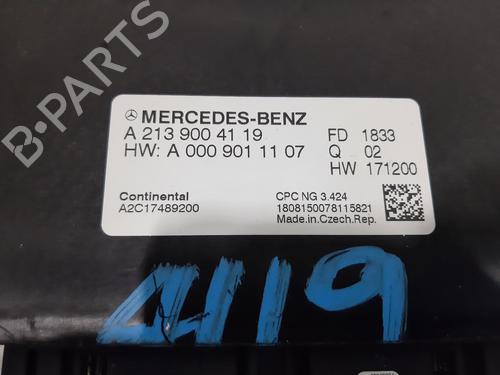 B-PARTS
MERCEDES-BENZ
A 213 900 41 19
FD 1833
HW: A 000 901 11 07
Q 02
HW 171200
Continental
A2C17489200
CPC NG 3.424
1808150078115821
Made.in.Czech.Rep.
4119